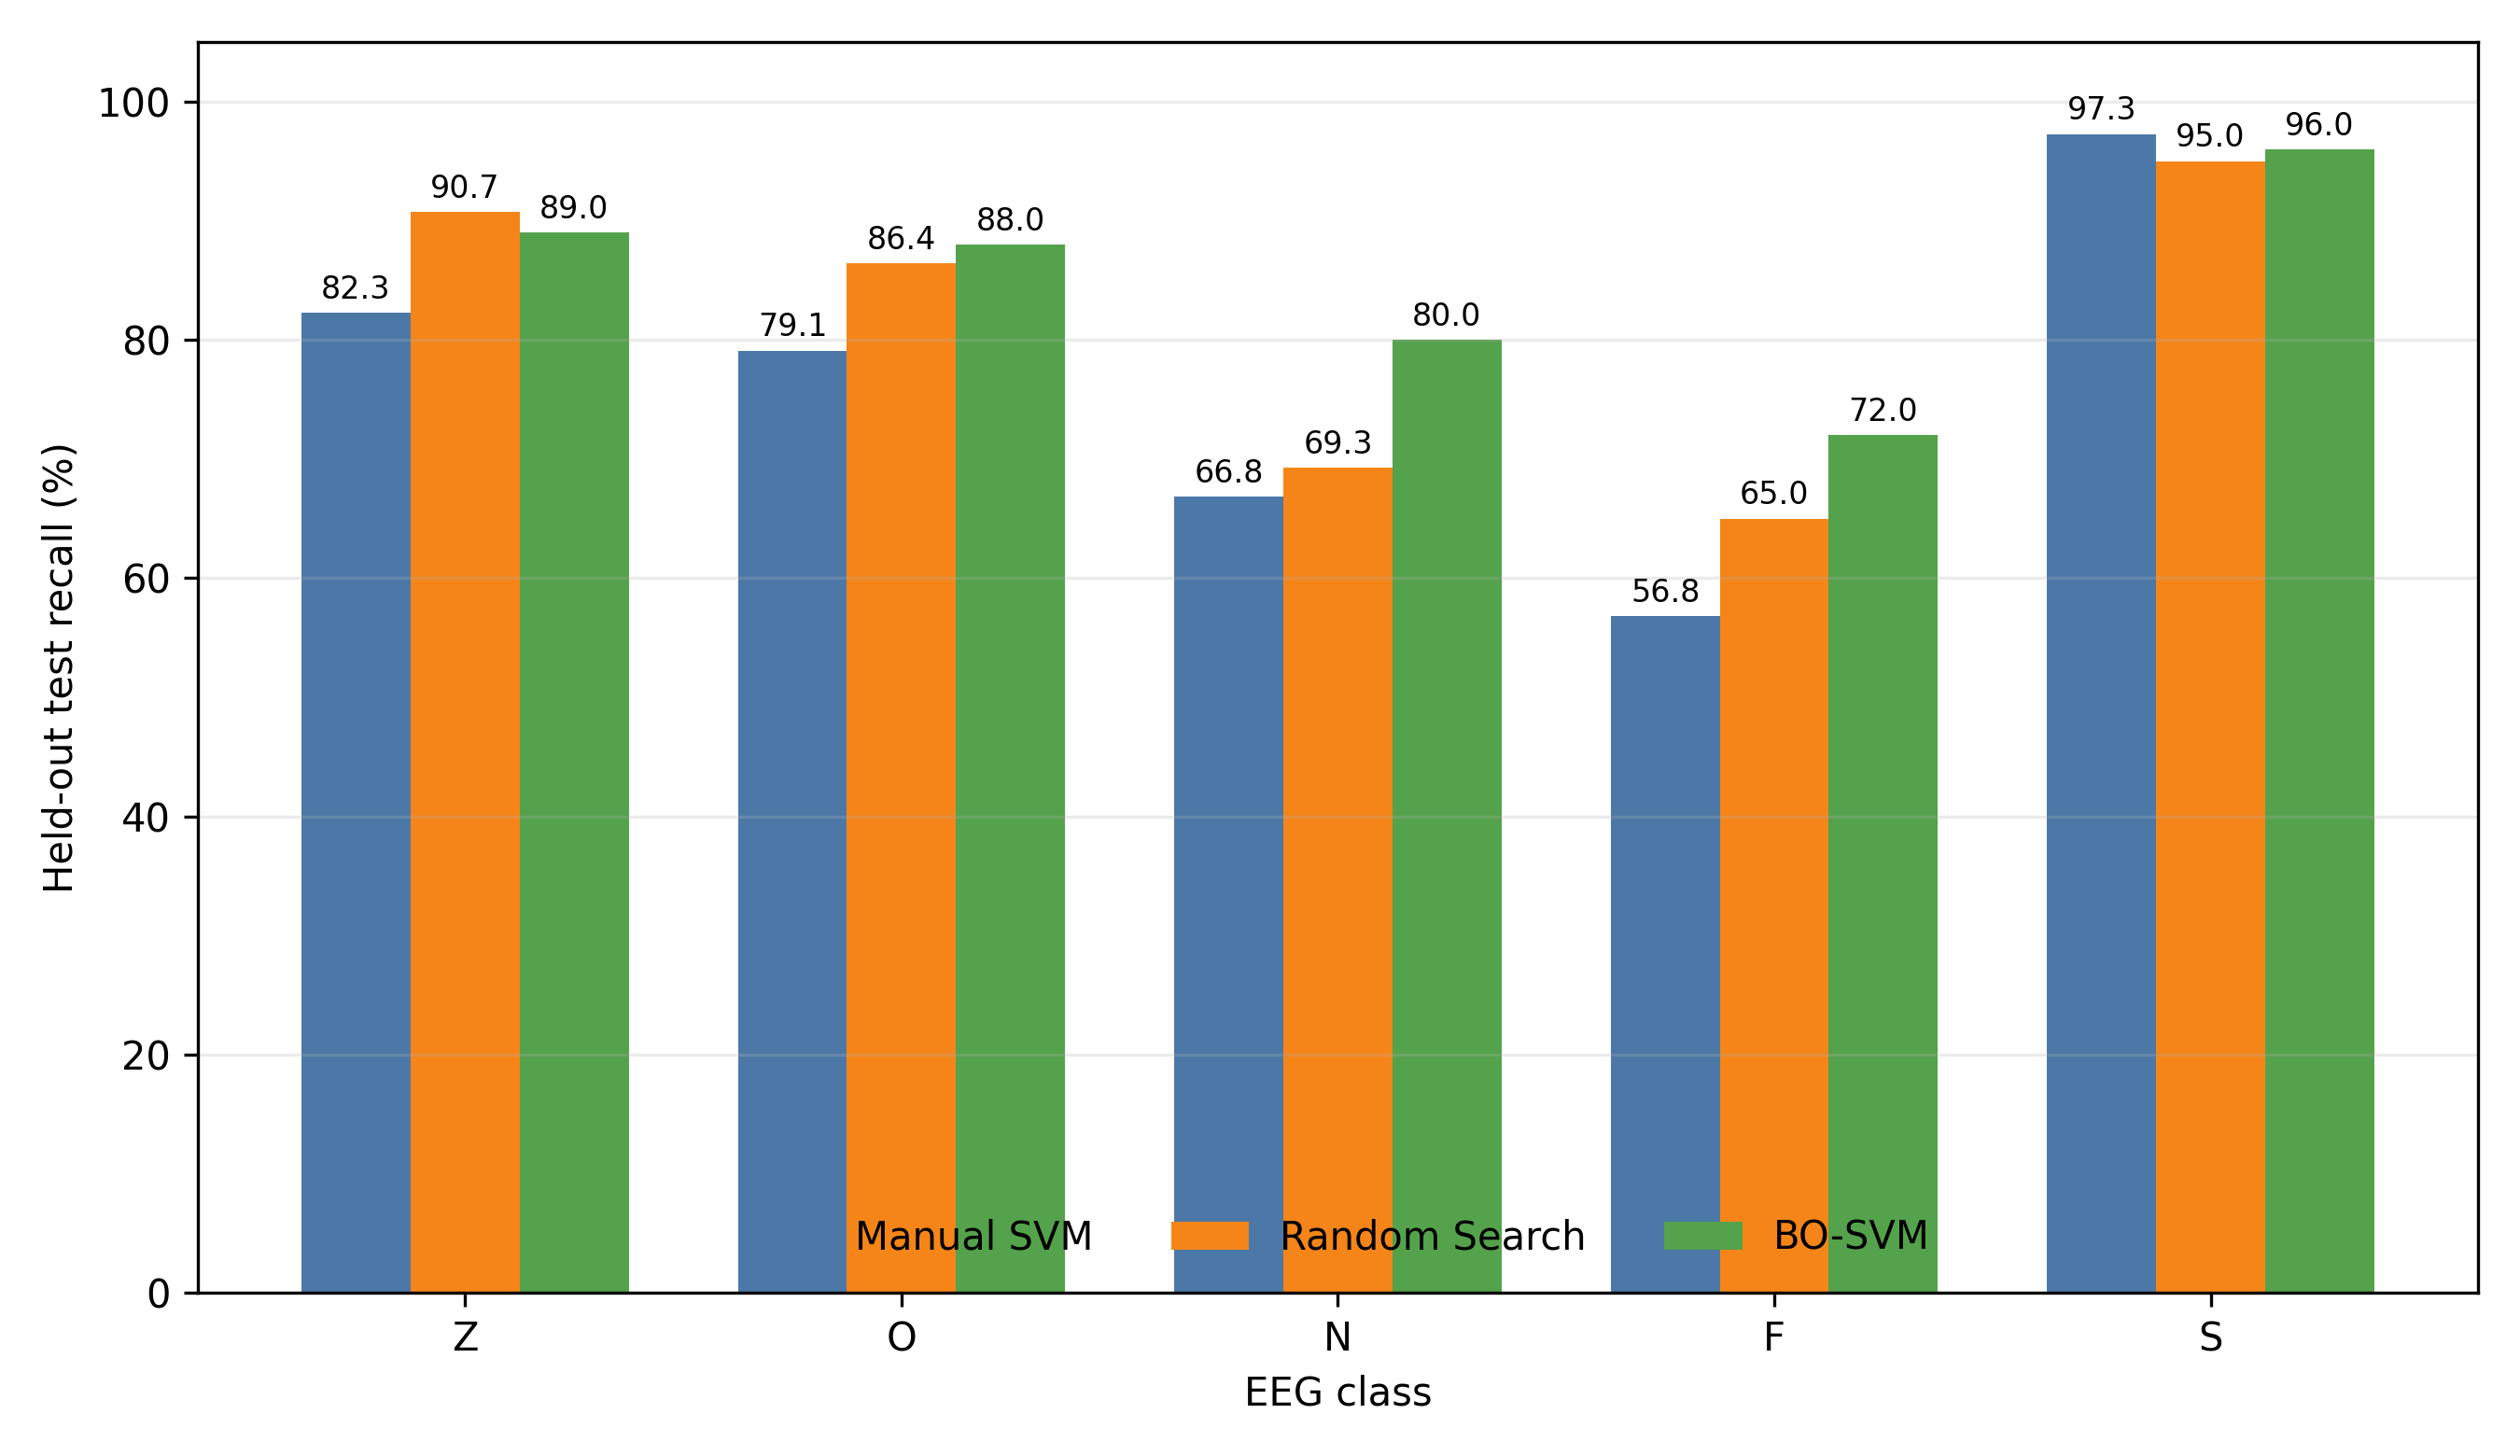 Held-out test recall (%)
100
80
60
40
20
0
82.3
90.7
89.0
79.1
86.4
88.0
66.8
69.3
80.0
56.8
65.0
72.0
97.3
95.0
96.0
Manual SVM
Random Search
BO-SVM
Z
O
N
F
S
EEG class